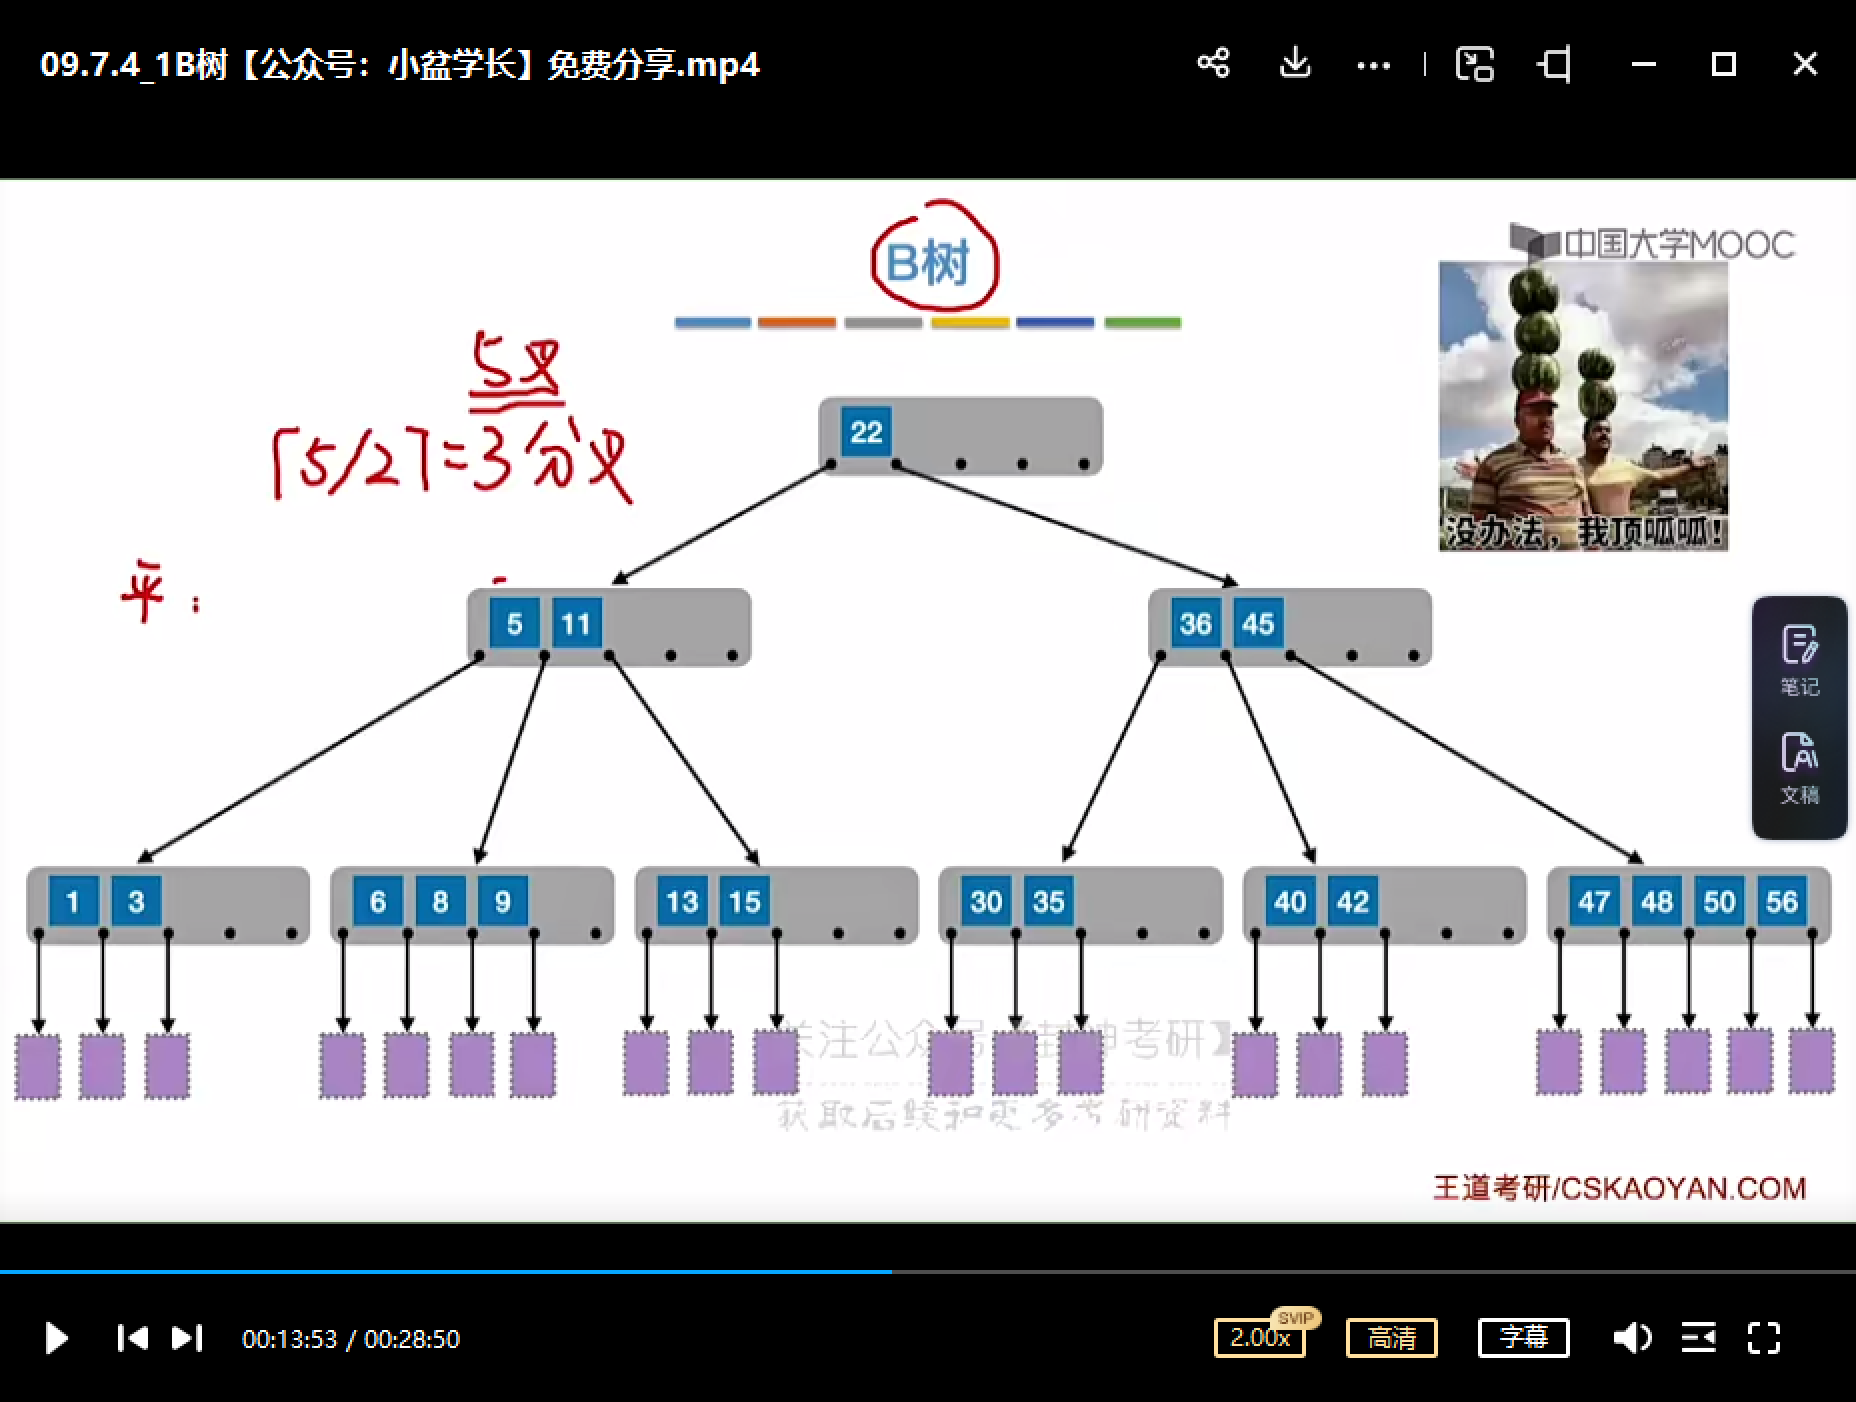 09.7.4_1B树【公众号：小盆学长】免费分享.mp4
B树
中国大学MOOC
5叉
⌈5/2⌉=3分叉
22
没办法，我顶呱呱！
平：
5 11
36 45
笔记
文稿
1 3
6 8 9
13 15
30 35
40 42
47 48 50 56
关注公众号【封神考研】
获取后续和更多考研资料
王道考研/CSKAOYAN.COM
00:13:53 / 00:28:50
2.00x
SVIP
高清
字幕